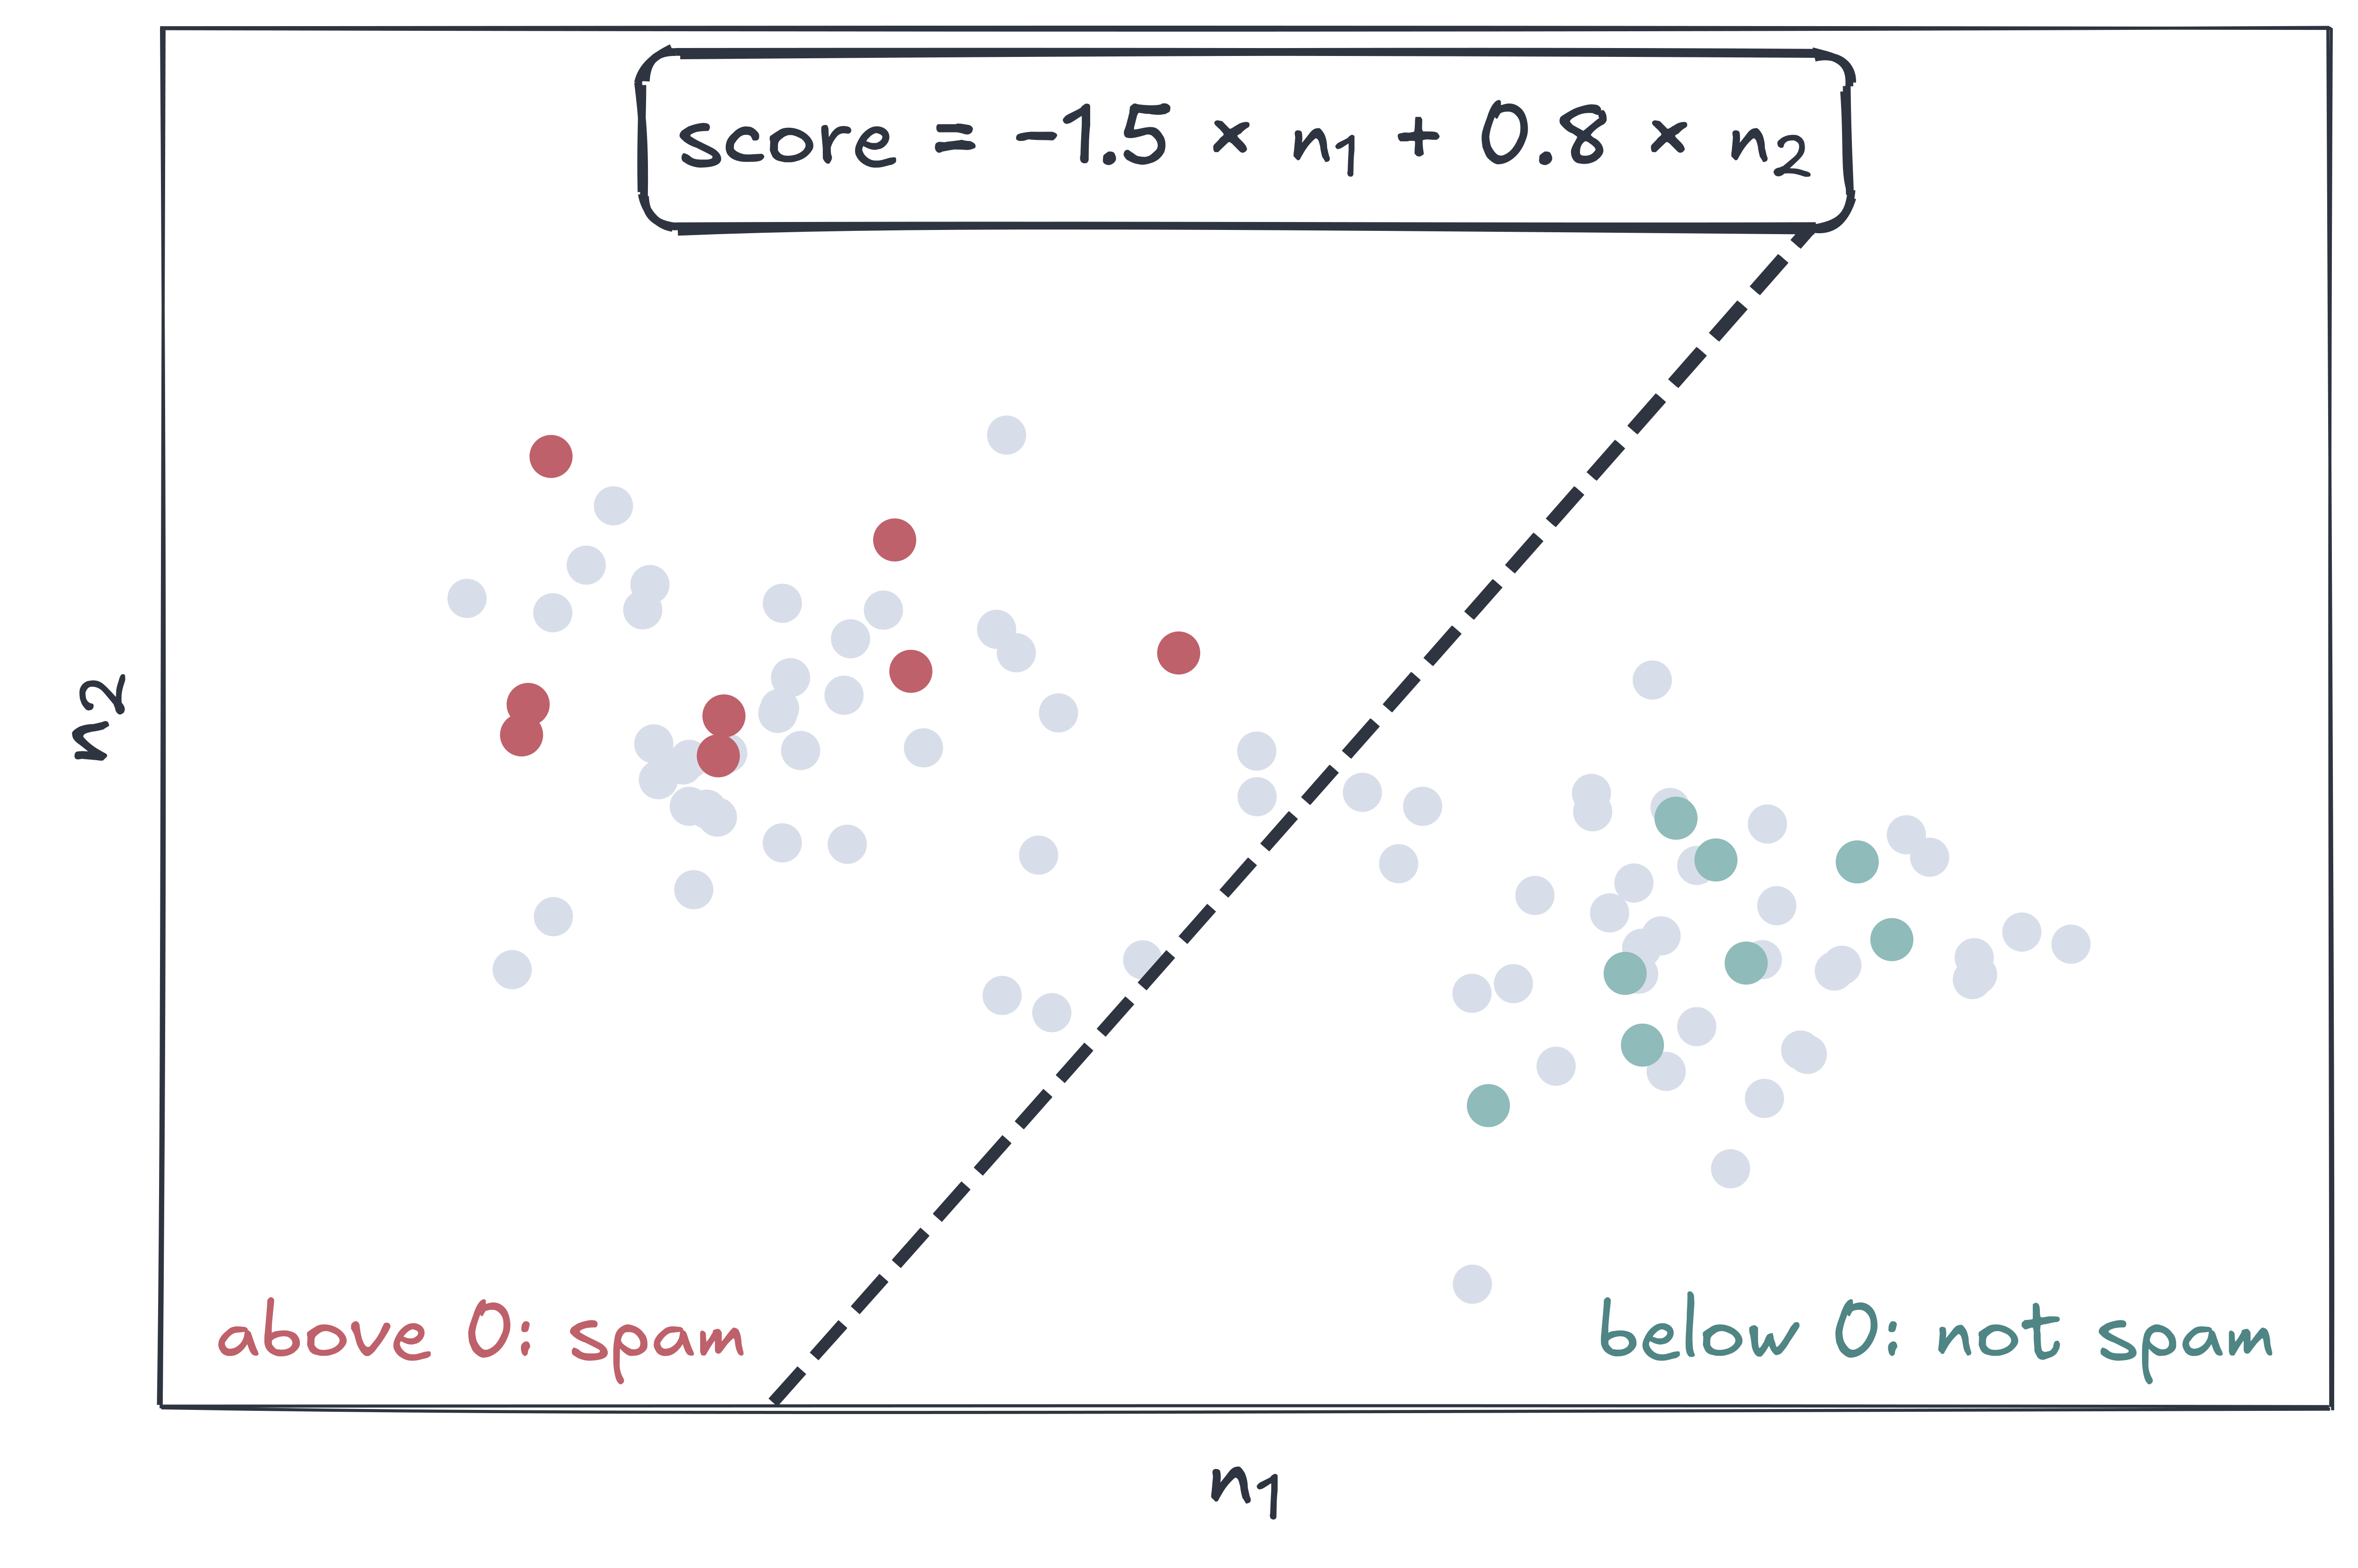 score = -1.5 × n₁ + 0.8 × n₂
n₂
above 0: spam
below 0: not spam
n₁